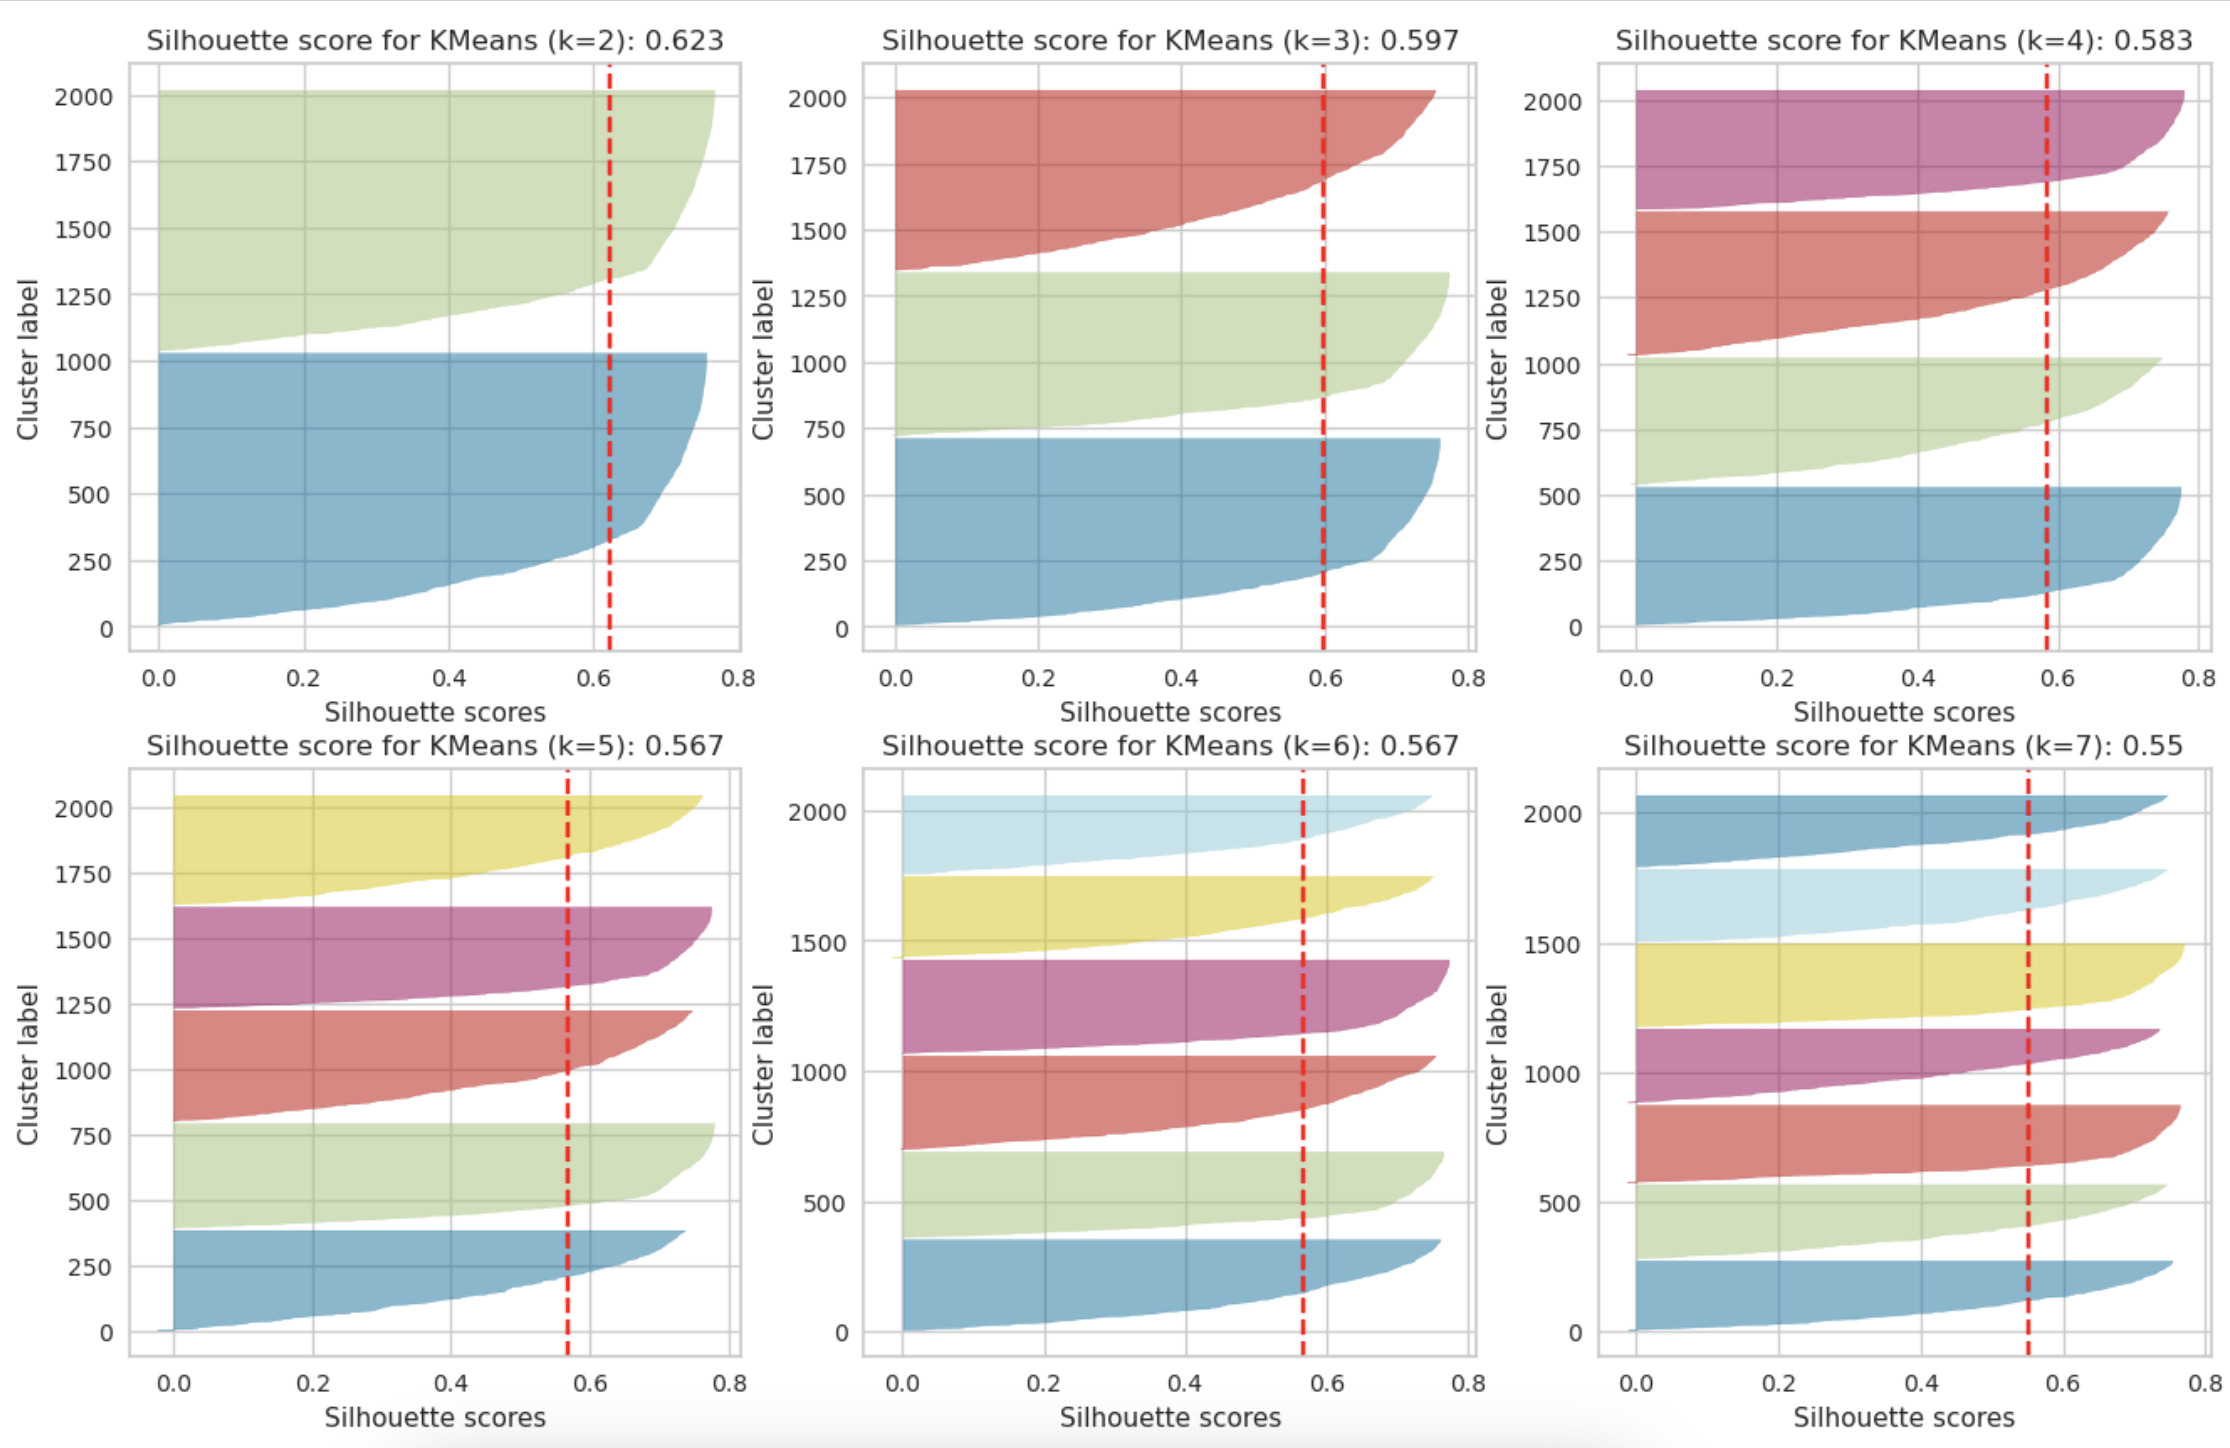 Silhouette score for KMeans (k=2): 0.623
2000
1750
1500
1250
1000
750
500
250
0
Cluster label
0.0 0.2 0.4 0.6 0.8
Silhouette scores
Silhouette score for KMeans (k=3): 0.597
2000
1750
1500
1250
1000
750
500
250
0
Cluster label
0.0 0.2 0.4 0.6 0.8
Silhouette scores
Silhouette score for KMeans (k=4): 0.583
2000
1750
1500
1250
1000
750
500
250
0
Cluster label
0.0 0.2 0.4 0.6 0.8
Silhouette scores
Silhouette score for KMeans (k=5): 0.567
2000
1750
1500
1250
1000
750
500
250
0
Cluster label
0.0 0.2 0.4 0.6 0.8
Silhouette scores
Silhouette score for KMeans (k=6): 0.567
2000
1500
1000
500
0
Cluster label
0.0 0.2 0.4 0.6 0.8
Silhouette scores
Silhouette score for KMeans (k=7): 0.55
2000
1500
1000
500
0
Cluster label
0.0 0.2 0.4 0.6 0.8
Silhouette scores